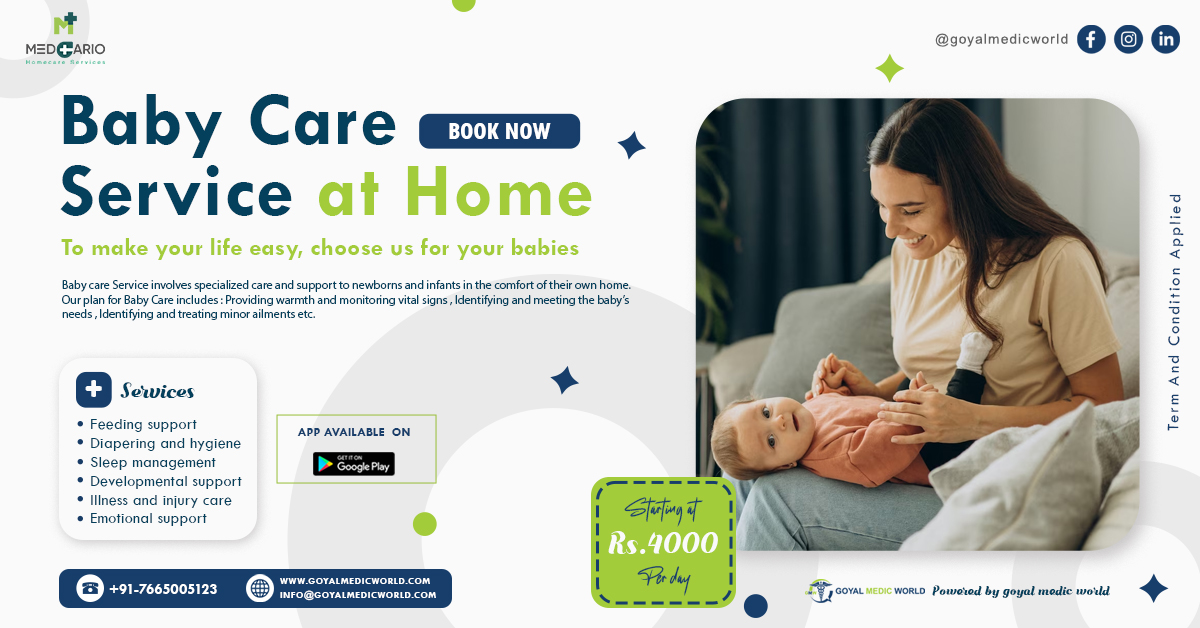 MEDCARIO
Homecare Services
@goyalmedicworld
Baby Care
BOOK NOW
Service at Home
To make your life easy, choose us for your babies
Baby care Service involves specialized care and support to newborns and infants in the comfort of their own home.
Our plan for Baby Care includes : Providing warmth and monitoring vital signs , Identifying and meeting the baby's
needs , Identifying and treating minor ailments etc.
Services
• Feeding support
• Diapering and hygiene
• Sleep management
• Developmental support
• Illness and injury care
• Emotional support
APP AVAILABLE ON
GET IT ON
Google Play
Starting at
Rs.4000
Per day
Term And Condition Applied
+91-7665005123
WWW.GOYALMEDICWORLD.COM
INFO@GOYALMEDICWORLD.COM
GOYAL MEDIC WORLD
Powered by goyal medic world